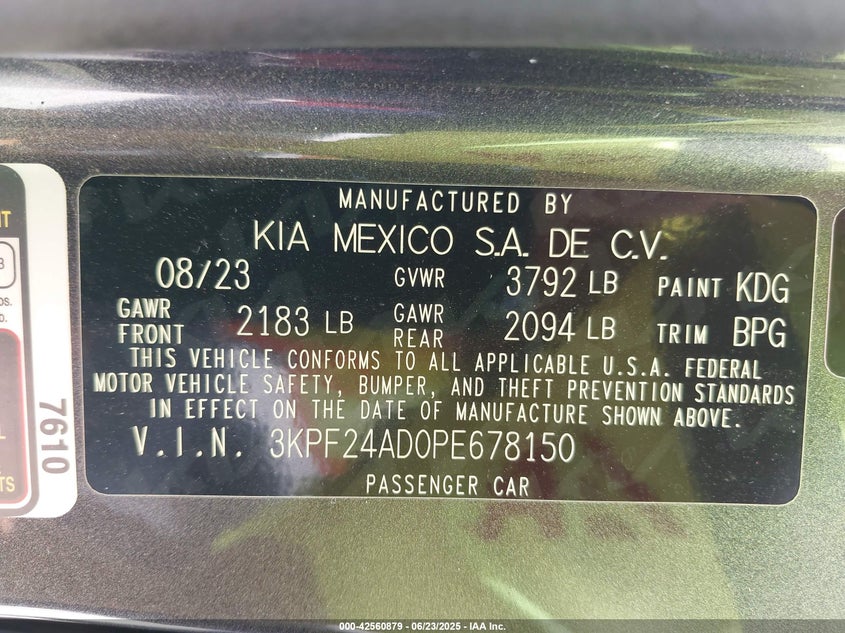 MANUFACTURED BY
KIA MEXICO S.A. DE C.V.
08/23 GVWR 3792 LB PAINT KDG
GAWR FRONT 2183 LB GAWR REAR 2094 LB TRIM BPG
THIS VEHICLE CONFORMS TO ALL APPLICABLE U.S.A. FEDERAL
MOTOR VEHICLE SAFETY, BUMPER, AND THEFT PREVENTION STANDARDS
IN EFFECT ON THE DATE OF MANUFACTURE SHOWN ABOVE.
V.I.N. 3KPF24AD0PE678150
PASSENGER CAR
7610
000-42560879 - 06/23/2025 - IAA Inc.